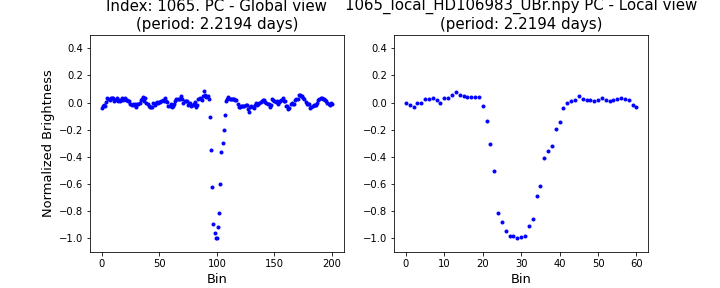 Index: 1065. PC - Global view
(period: 2.2194 days)
1065_local_HD106983_UBr.npy PC - Local view
(period: 2.2194 days)
Normalized Brightness
0.4
0.2
0.0
−0.2
−0.4
−0.6
−0.8
−1.0
0 50 100 150 200
Bin
0.4
0.2
0.0
−0.2
−0.4
−0.6
−0.8
−1.0
0 10 20 30 40 50 60
Bin